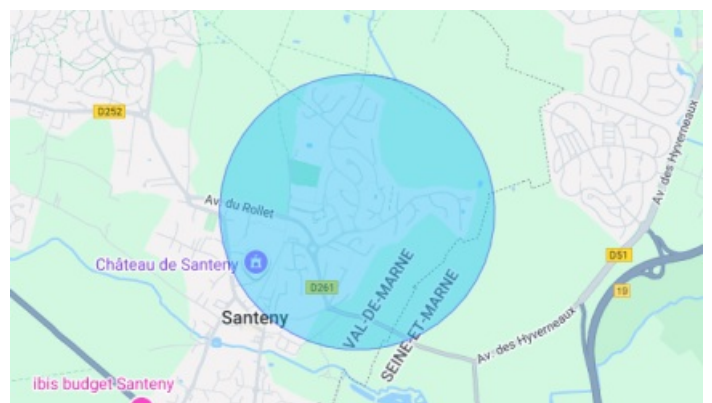 D252
Av. des Hyverneaux
Av. du Rollet
Château de Santeny
D51
D261
19
VAL-DE-MARNE
SEINE-ET-MARNE
Santeny
Av. des Hyverneaux
ibis budget Santeny